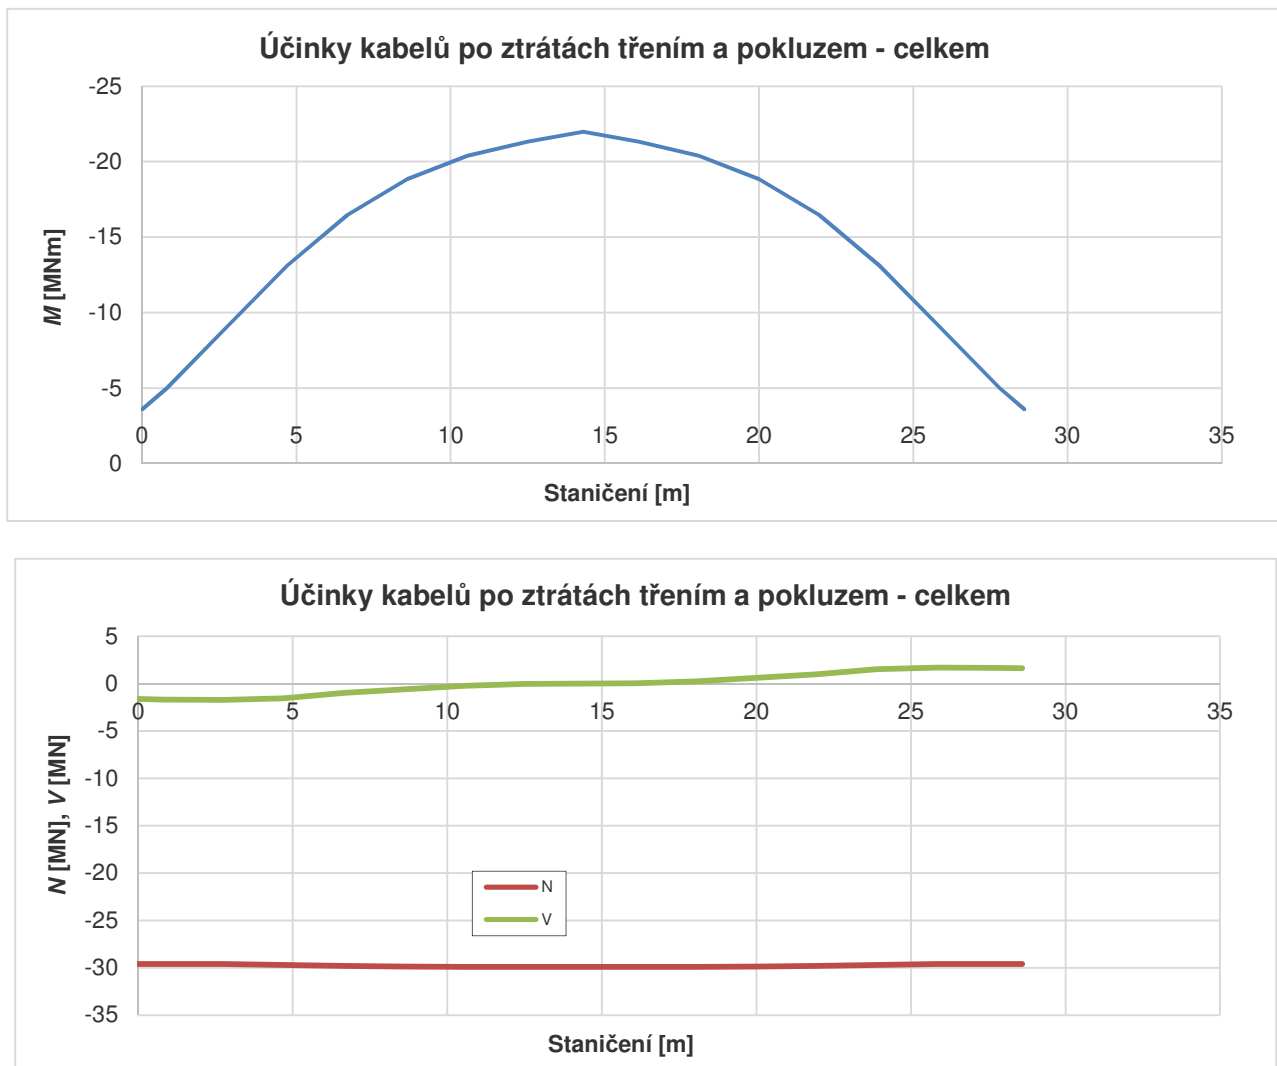 Účinky kabelů po ztrátách třením a pokluzem - celkem
-25
-20
-15
-10
-5
0
M [MNm]
0 5 10 15 20 25 30 35
Staničení [m]
Účinky kabelů po ztrátách třením a pokluzem - celkem
5
0
-5
-10
-15
-20
-25
-30
-35
N [MN], V [MN]
0 5 10 15 20 25 30 35
N
V
Staničení [m]